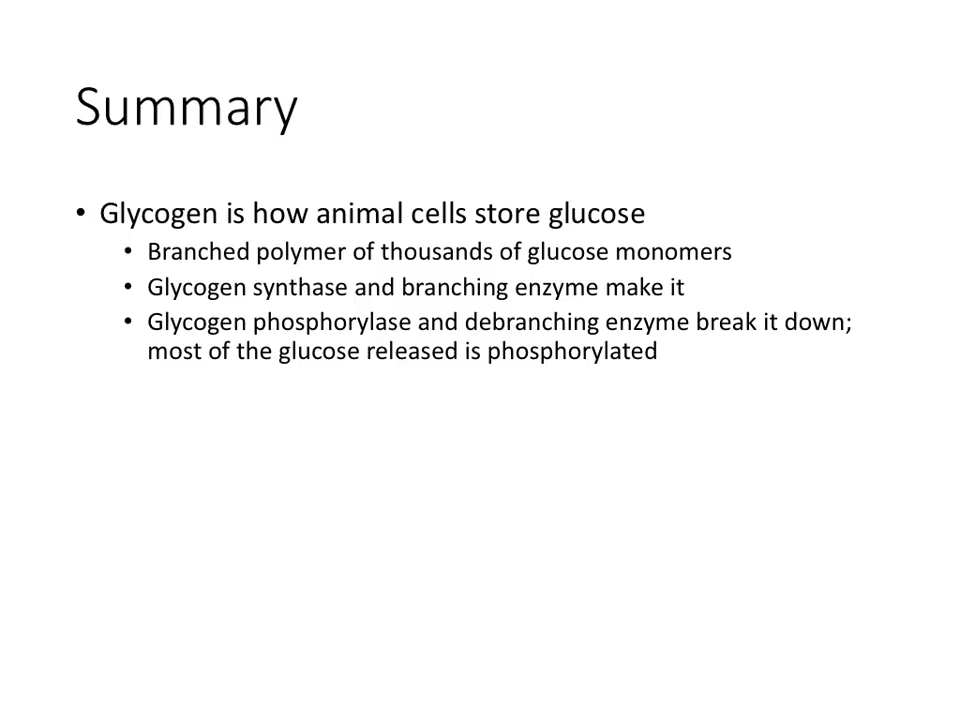 Summary
• Glycogen is how animal cells store glucose
• Branched polymer of thousands of glucose monomers
• Glycogen synthase and branching enzyme make it
• Glycogen phosphorylase and debranching enzyme break it down;
most of the glucose released is phosphorylated